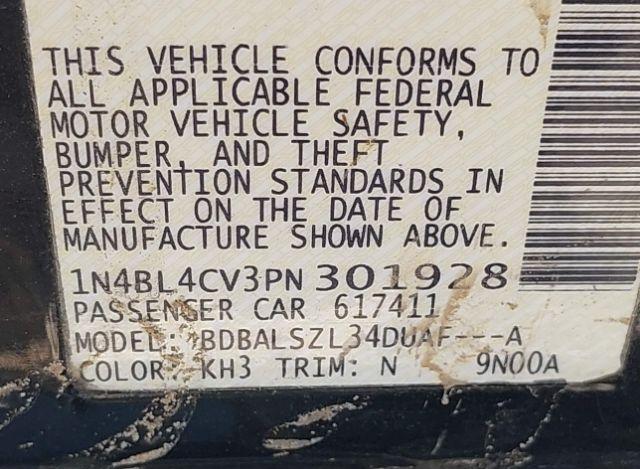 THIS VEHICLE CONFORMS TO
ALL APPLICABLE FEDERAL
MOTOR VEHICLE SAFETY,
BUMPER, AND THEFT
PREVENTION STANDARDS IN
EFFECT ON THE DATE OF
MANUFACTURE SHOWN ABOVE.
1N4BL4CV3PN 301928
PASSENGER CAR 617411
MODEL: BDBALSZL34DUAF---A
COLOR: KH3 TRIM: N 9N00A